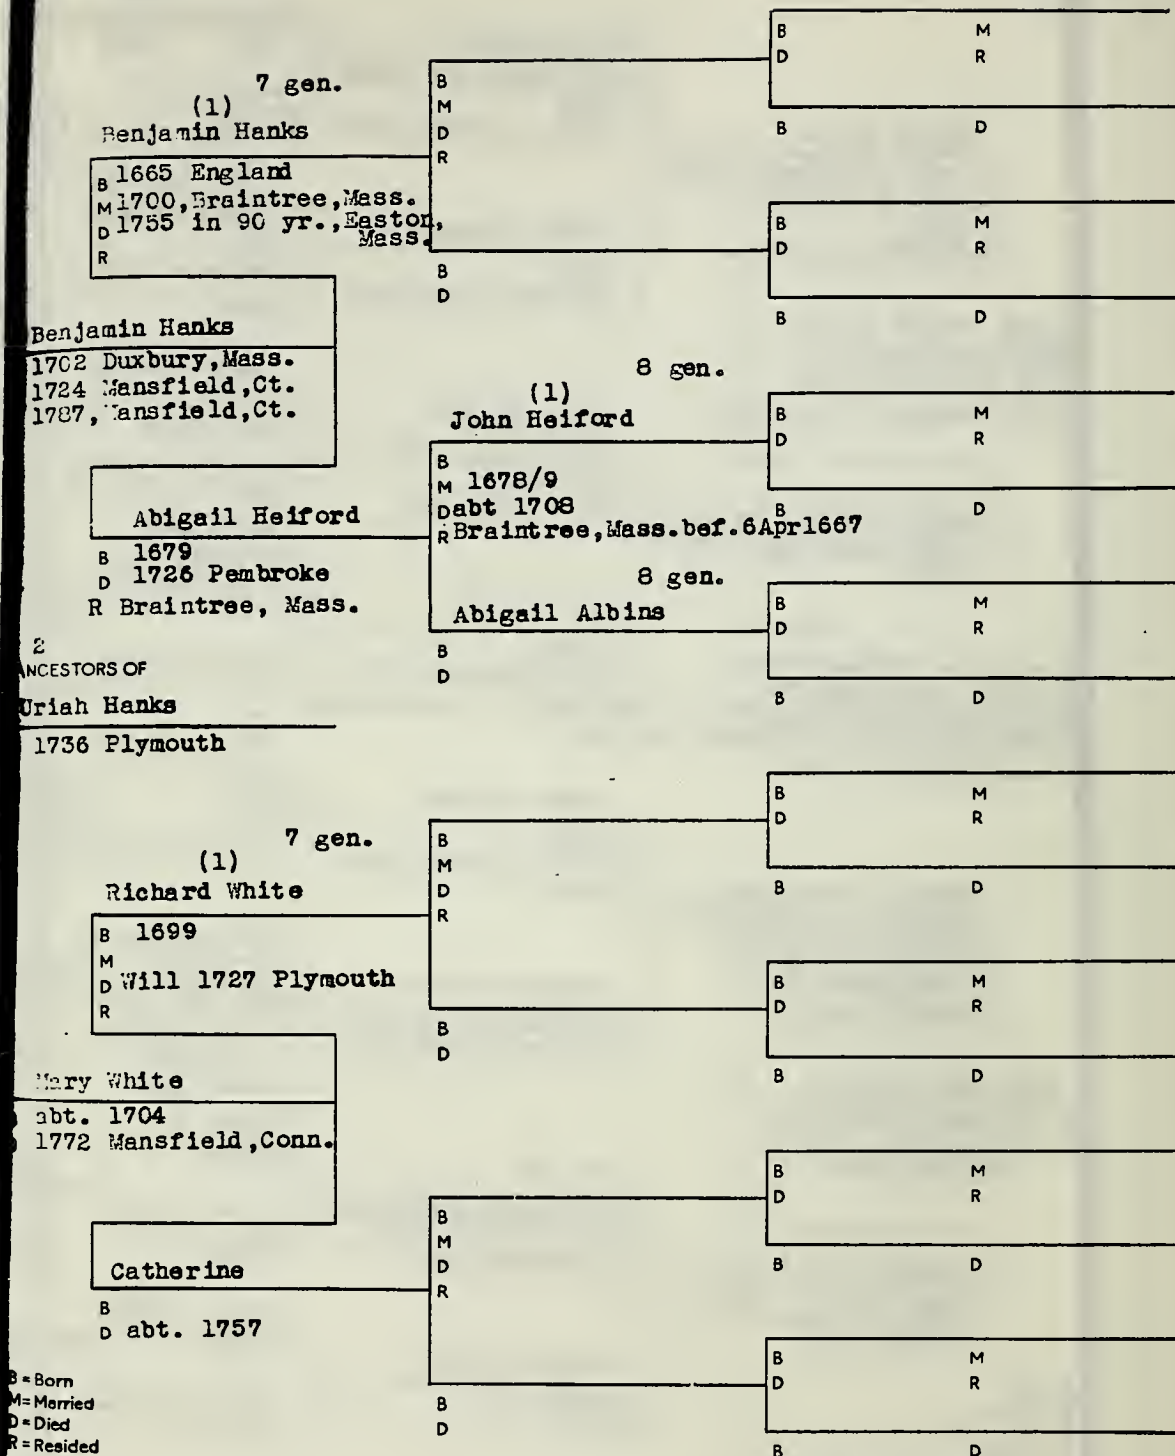 B M
D R
B D
7 gen.
(1)
Benjamin Hanks
B 1665 England
M 1700, Braintree, Mass.
D 1755 in 90 yr., Easton,
Mass.
R
B
M
D
R
B
D
B M
D R
B D
Benjamin Hanks
1702 Duxbury, Mass.
1724 Mansfield, Ct.
1787, Mansfield, Ct.
8 gen.
(1)
John Heiford
B
M 1678/9
D abt 1708
R Braintree, Mass. bef. 6Apr1667
B M
D R
B D
Abigail Heiford
B 1679
D 1726 Pembroke
R Braintree, Mass.
8 gen.
Abigail Albins
B
D
B M
D R
B D
2
ANCESTORS OF
Uriah Hanks
1736 Plymouth
B M
D R
B D
7 gen.
(1)
Richard White
B 1699
M
D Will 1727 Plymouth
R
B
M
D
R
B
D
B M
D R
B D
Mary White
abt. 1704
1772 Mansfield, Conn.
B M
D R
B D
Catherine
B
D abt. 1757
B
M
D
R
B
D
B M
D R
B D
B = Born
M = Married
D = Died
R = Resided